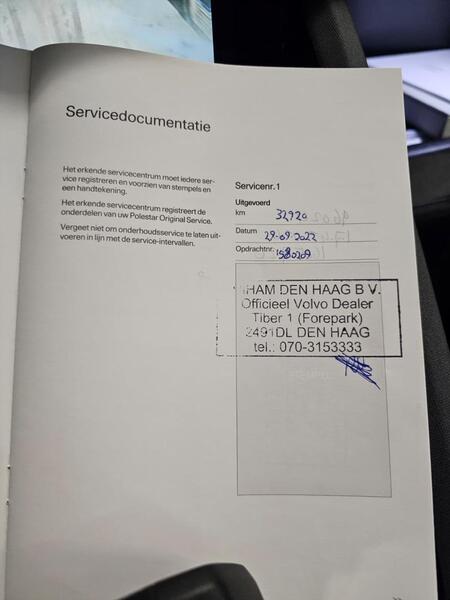 Servicedocumentatie
Het erkende servicecentrum moet iedere ser-
vice registreren en voorzien van stempels en
een handtekening.
Het erkende servicecentrum registreert de
onderdelen van uw Polestar Original Service.
Vergeet niet om onderhoudsservice te laten uit-
voeren in lijn met de service-intervallen.
Servicenr. 1
Uitgevoerd
km 32920
Datum 29-09-2022
Opdrachtnr.
HAM DEN HAAG B V.
Officieel Volvo Dealer
Tiber 1 (Forepark)
2491DL DEN HAAG
tel.: 070-3153333